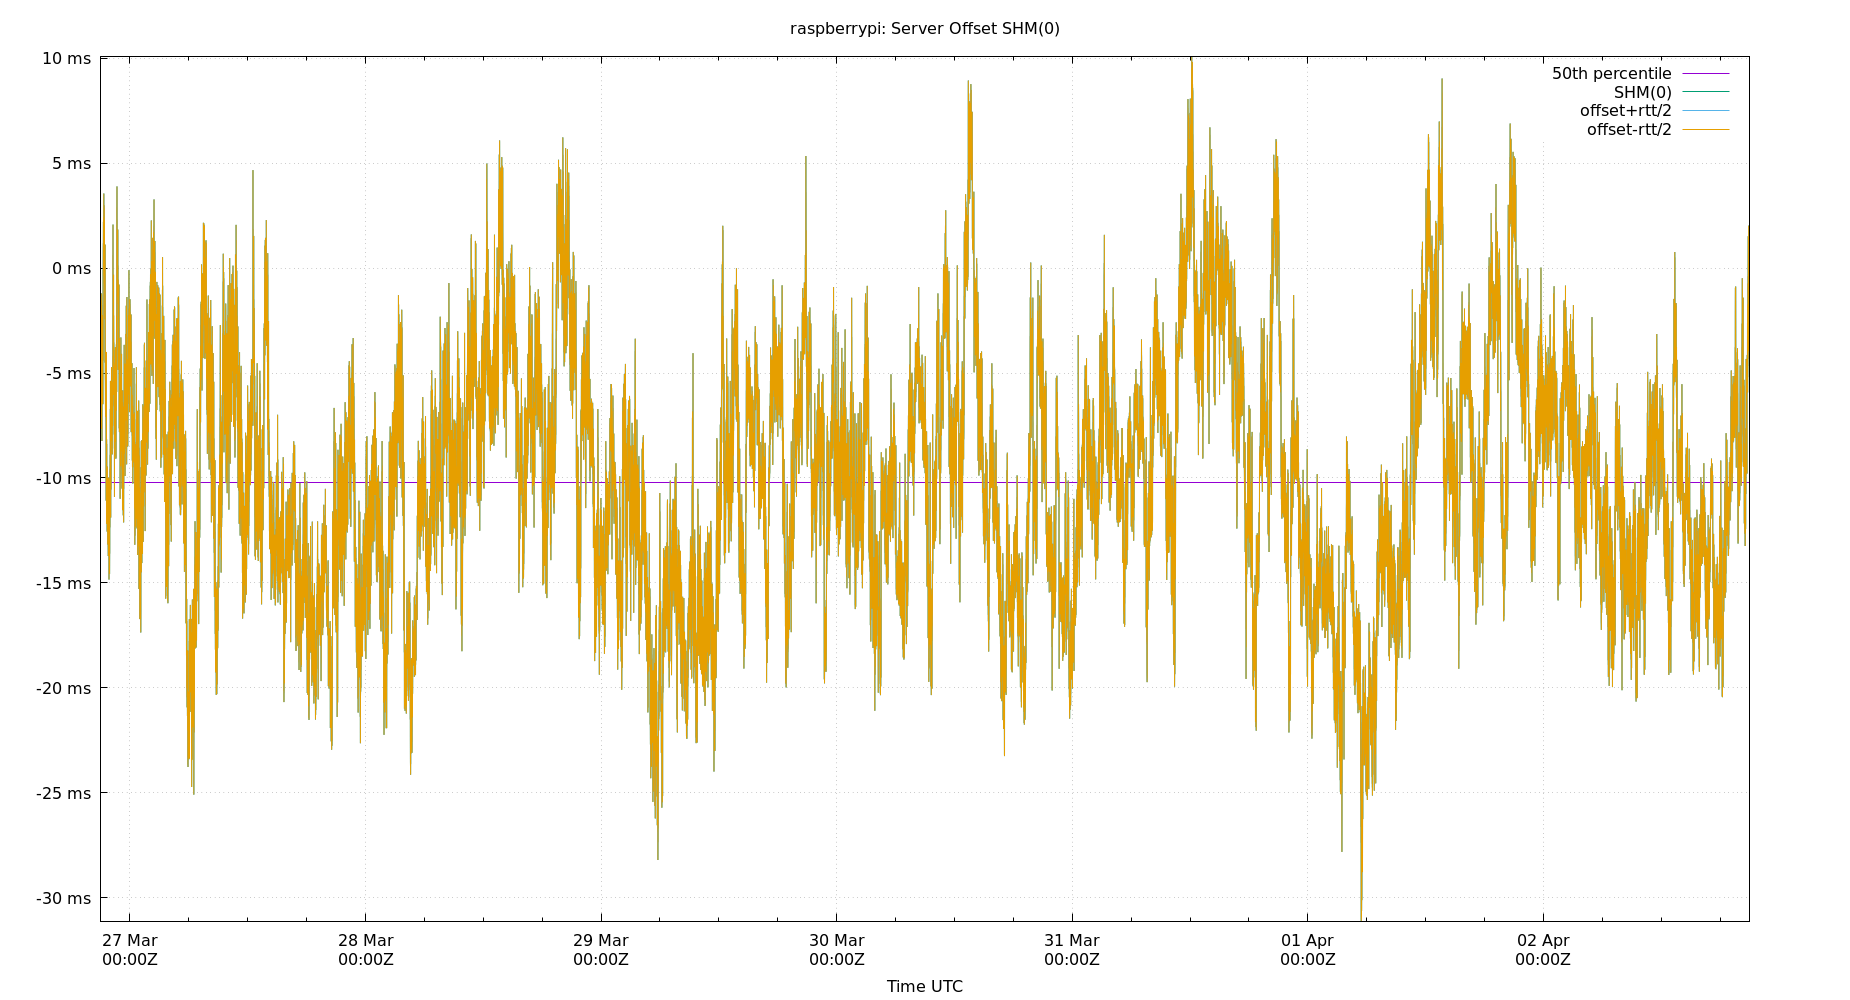 raspberrypi: Server Offset SHM(0)
10 ms
5 ms
0 ms
-5 ms
-10 ms
-15 ms
-20 ms
-25 ms
-30 ms
50th percentile
SHM(0)
offset+rtt/2
offset-rtt/2
27 Mar
00:00Z
28 Mar
00:00Z
29 Mar
00:00Z
30 Mar
00:00Z
31 Mar
00:00Z
01 Apr
00:00Z
02 Apr
00:00Z
Time UTC